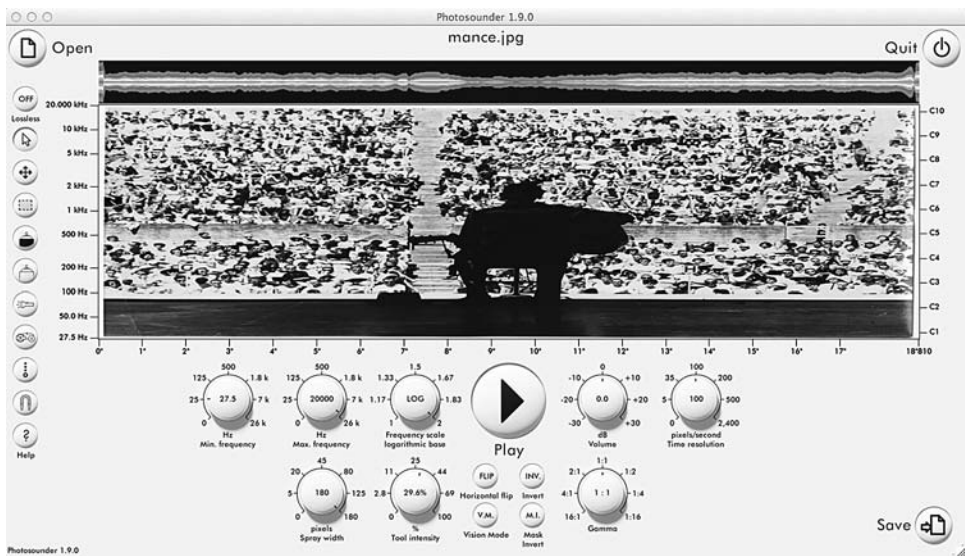 Photosounder 1.9.0
mance.jpg
Open
Quit
OFF
Lossless
20.000 kHz
10 kHz
5 kHz
2 kHz
1 kHz
500 Hz
200 Hz
100 Hz
50.0 Hz
27.5 Hz
C10
C9
C8
C7
C6
C5
C4
C3
C2
C1
0" 1" 2" 3" 4" 5" 6" 7" 8" 9" 10" 11" 12" 13" 14" 15" 16" 17" 18"810
500
125 1.8 k
25 27.5 7 k
0 26 k
Hz
Min. frequency
500
125 1.8 k
25 20000 7 k
0 26 k
Hz
Max. frequency
1.5
1.33 1.67
1.17 LOG 1.83
1 2
Frequency scale
logarithmic base
Play
0
-10 +10
-20 0.0 +20
-30 +30
dB
Volume
100
35 200
5 100 500
0 2,400
pixels/second
Time resolution
?
Help
45
20 80
5 180 125
0 180
pixels
Spray width
25
11 44
2.8 29.6% 69
0 100
%
Tool intensity
FLIP
Horizontal flip
INV.
Invert
V.M.
Vision Mode
M.I.
Mask
Invert
1:1
2:1 1:2
4:1 1 : 1 1:4
16:1 1:16
Gamma
Save
Photosounder 1.9.0